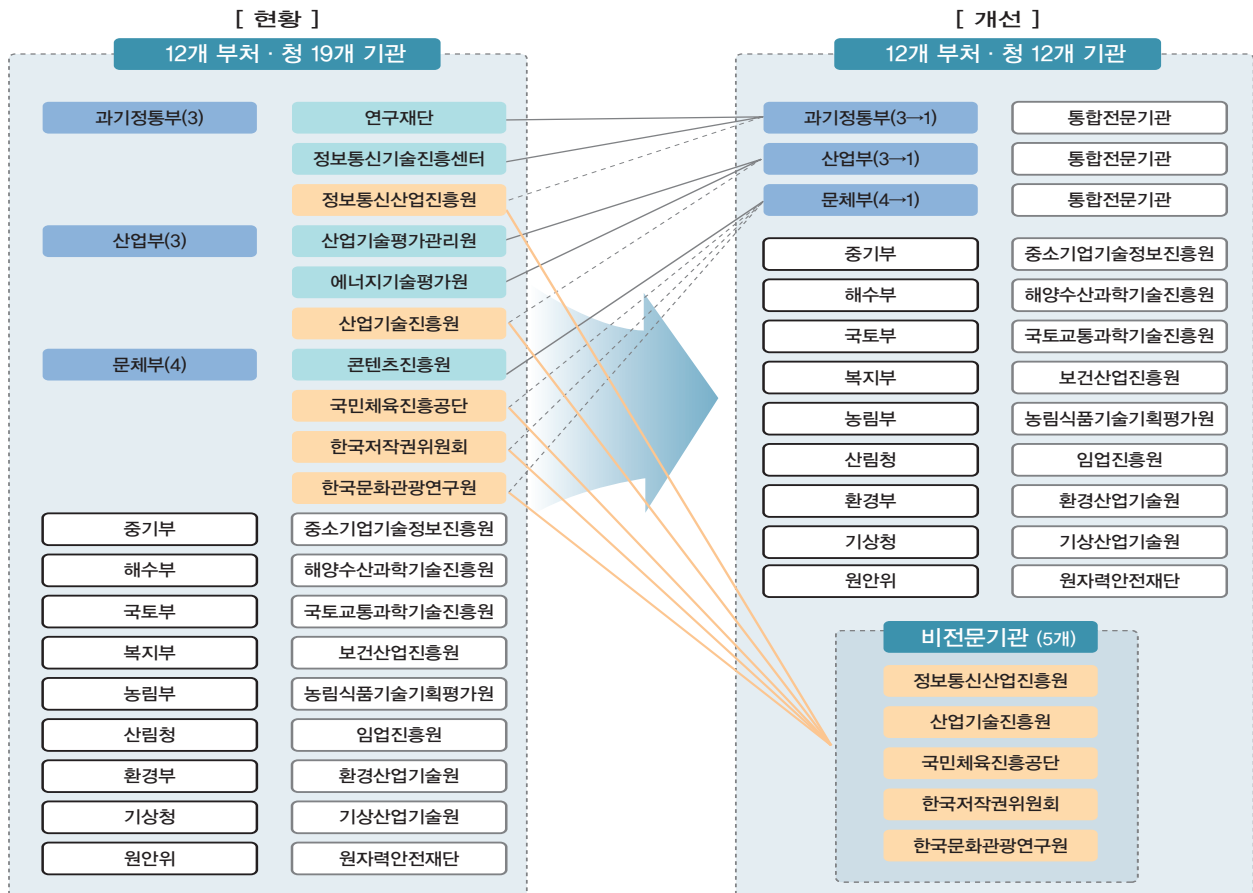 [ 현황 ]
12개 부처 · 청 19개 기관
과기정통부(3)
연구재단
정보통신기술진흥센터
정보통신산업진흥원
산업부(3)
산업기술평가관리원
에너지기술평가원
산업기술진흥원
문체부(4)
콘텐츠진흥원
국민체육진흥공단
한국저작권위원회
한국문화관광연구원
중기부
중소기업기술정보진흥원
해수부
해양수산과학기술진흥원
국토부
국토교통과학기술진흥원
복지부
보건산업진흥원
농림부
농림식품기술기획평가원
산림청
임업진흥원
환경부
환경산업기술원
기상청
기상산업기술원
원안위
원자력안전재단
[ 개선 ]
12개 부처 · 청 12개 기관
과기정통부(3→1)
통합전문기관
산업부(3→1)
통합전문기관
문체부(4→1)
통합전문기관
중기부
중소기업기술정보진흥원
해수부
해양수산과학기술진흥원
국토부
국토교통과학기술진흥원
복지부
보건산업진흥원
농림부
농림식품기술기획평가원
산림청
임업진흥원
환경부
환경산업기술원
기상청
기상산업기술원
원안위
원자력안전재단
비전문기관 (5개)
정보통신산업진흥원
산업기술진흥원
국민체육진흥공단
한국저작권위원회
한국문화관광연구원